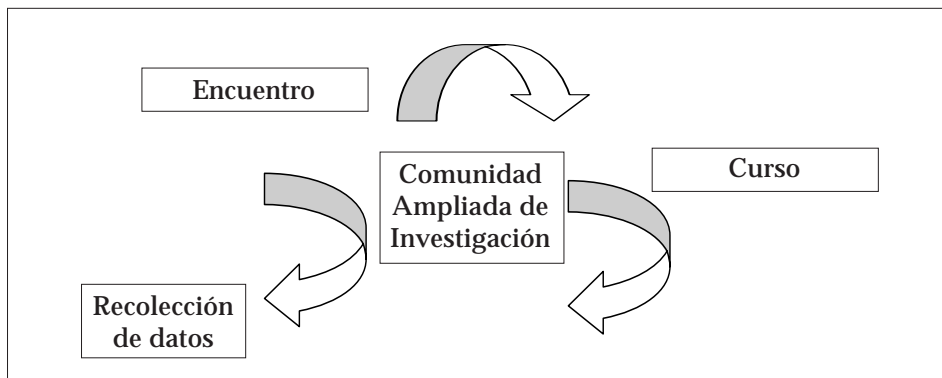 Encuentro
Comunidad
Ampliada de
Investigación
Curso
Recolección
de datos